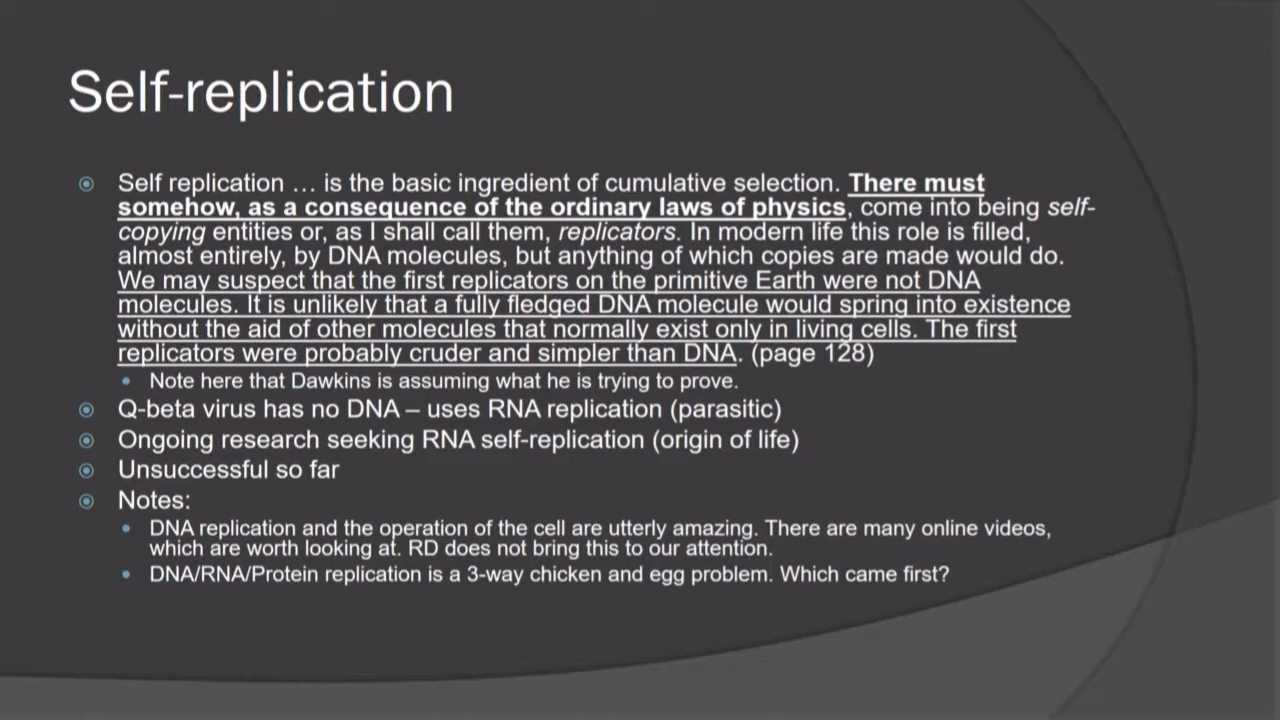 Self-replication
Self replication … is the basic ingredient of cumulative selection. There must
somehow, as a consequence of the ordinary laws of physics, come into being self-
copying entities or, as I shall call them, replicators. In modern life this role is filled,
almost entirely, by DNA molecules, but anything of which copies are made would do.
We may suspect that the first replicators on the primitive Earth were not DNA
molecules. It is unlikely that a fully fledged DNA molecule would spring into existence
without the aid of other molecules that normally exist only in living cells. The first
replicators were probably cruder and simpler than DNA. (page 128)
Note here that Dawkins is assuming what he is trying to prove.
Q-beta virus has no DNA – uses RNA replication (parasitic)
Ongoing research seeking RNA self-replication (origin of life)
Unsuccessful so far
Notes:
DNA replication and the operation of the cell are utterly amazing. There are many online videos,
which are worth looking at. RD does not bring this to our attention.
DNA/RNA/Protein replication is a 3-way chicken and egg problem. Which came first?